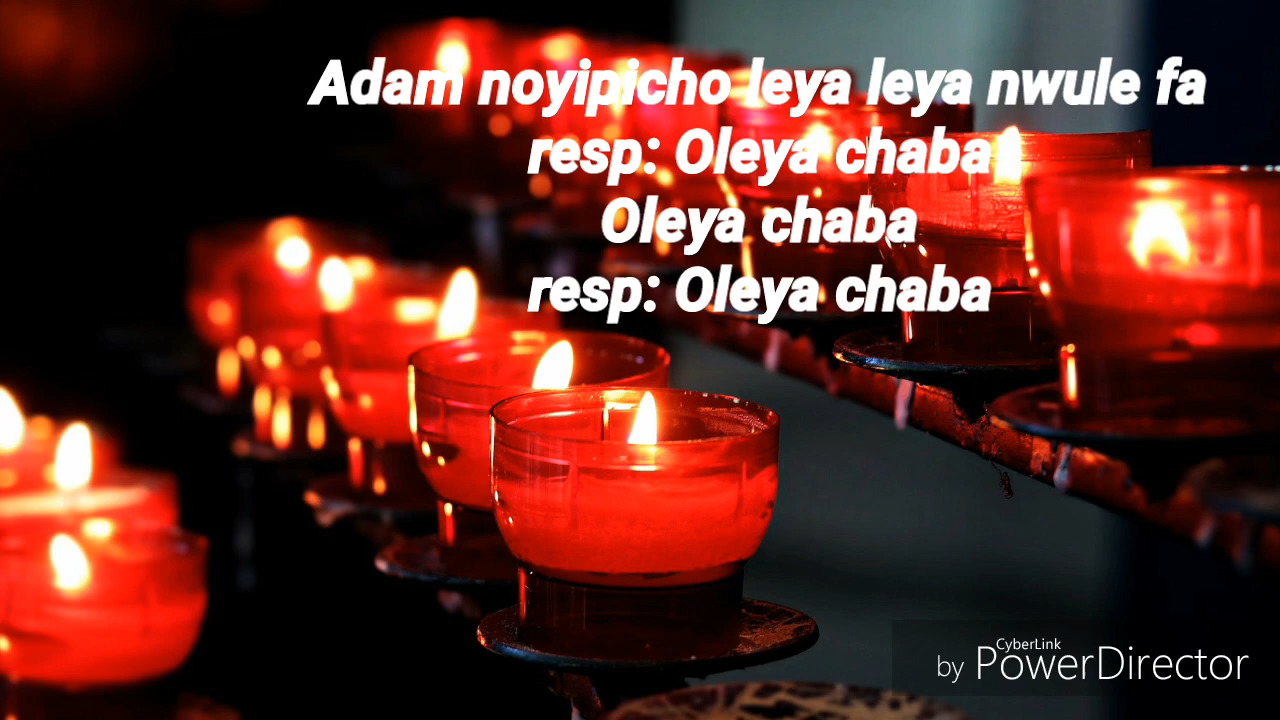 Adam noyipicho leya leya nwule fa
resp: Oleya chaba
Oleya chaba
resp: Oleya chaba
CyberLink
by PowerDirector